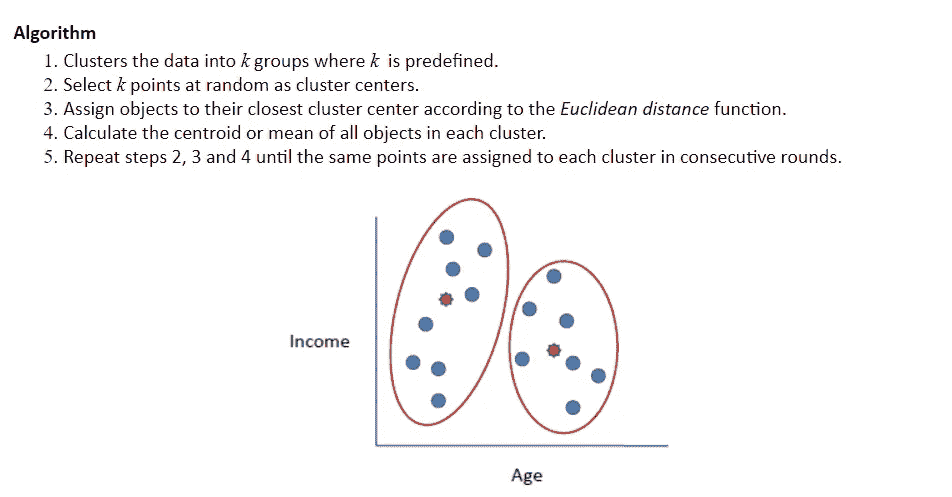 Algorithm
1. Clusters the data into k groups where k is predefined.
2. Select k points at random as cluster centers.
3. Assign objects to their closest cluster center according to the Euclidean distance function.
4. Calculate the centroid or mean of all objects in each cluster.
5. Repeat steps 2, 3 and 4 until the same points are assigned to each cluster in consecutive rounds.
Income
Age